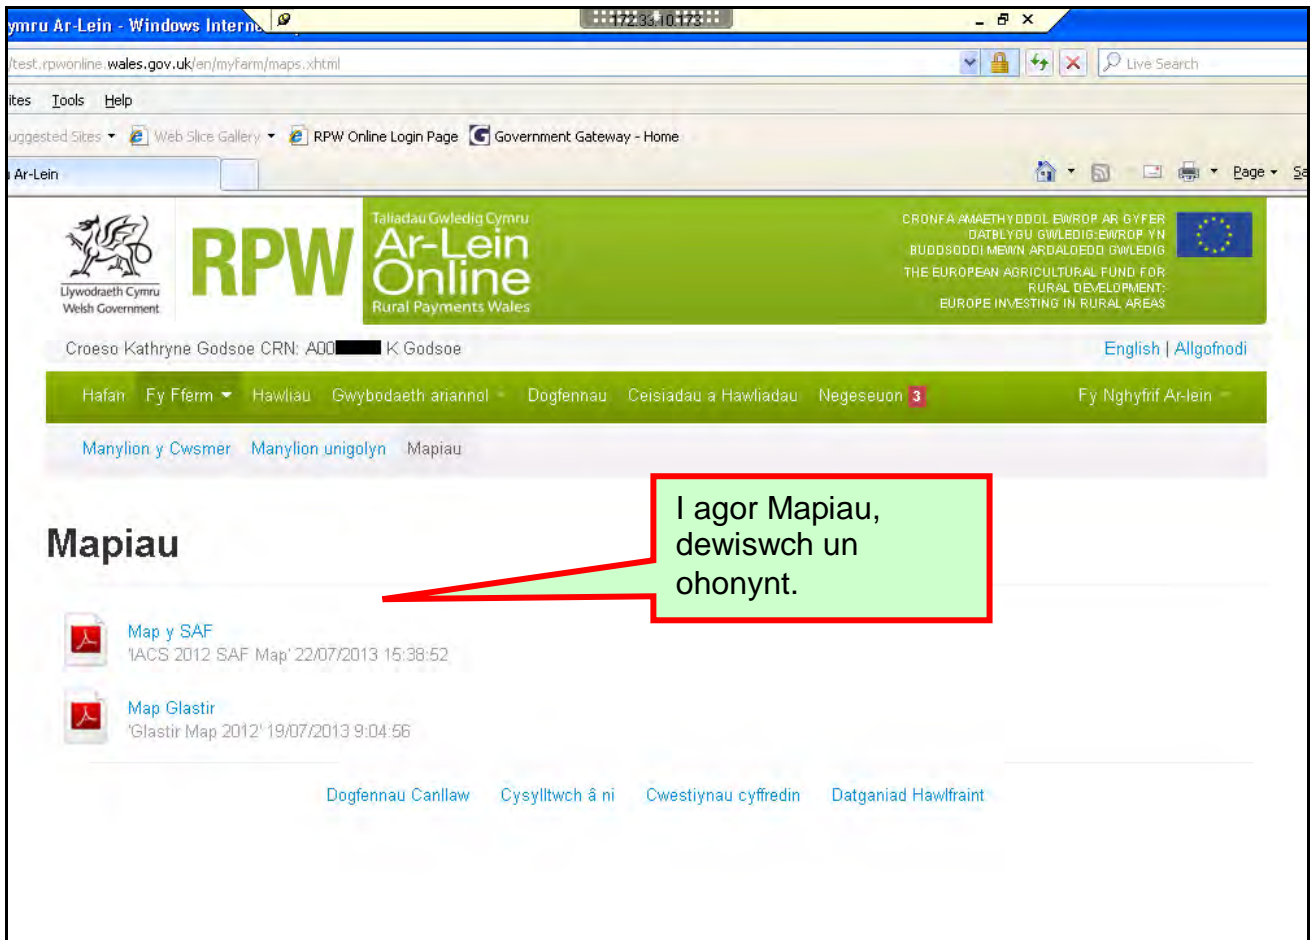 ymru Ar-Lein - Windows Intern
172.33.10.173
/test.rpwonline.wales.gov.uk/en/myfarm/maps.xhtml
Live Search
ites Tools Help
uggested Sites Web Slice Gallery RPW Online Login Page Government Gateway - Home
Ar-Lein
Page Sa
Llywodraeth Cymru
Welsh Government
RPW
Taliadau Gwledig Cymru
Ar-Lein
Online
Rural Payments Wales
CRONFA AMAETHYDDOL EWROP AR GYFER
DATBLYGU GWLEDIG:EWROP YN
BUDDSODDI MEWN ARDALOEDD GWLEDIG
THE EUROPEAN AGRICULTURAL FUND FOR
RURAL DEVELOPMENT:
EUROPE INVESTING IN RURAL AREAS
Croeso Kathryne Godsoe CRN: A00 K Godsoe
English | Allgofnodi
Hafan Fy Fferm Hawliau Gwybodaeth ariannol Dogfennau Ceisiadau a Hawliadau Negeseuon 3 Fy Nghyfrif Ar-lein
Manylion y Cwsmer Manylion unigolyn Mapiau
I agor Mapiau,
dewiswch un
ohonynt.
Mapiau
Map y SAF
'IACS 2012 SAF Map' 22/07/2013 15:38:52
Map Glastir
'Glastir Map 2012' 19/07/2013 9:04:56
Dogfennau Canllaw Cysylltwch â ni Cwestiynau cyffredin Datganiad Hawlfraint